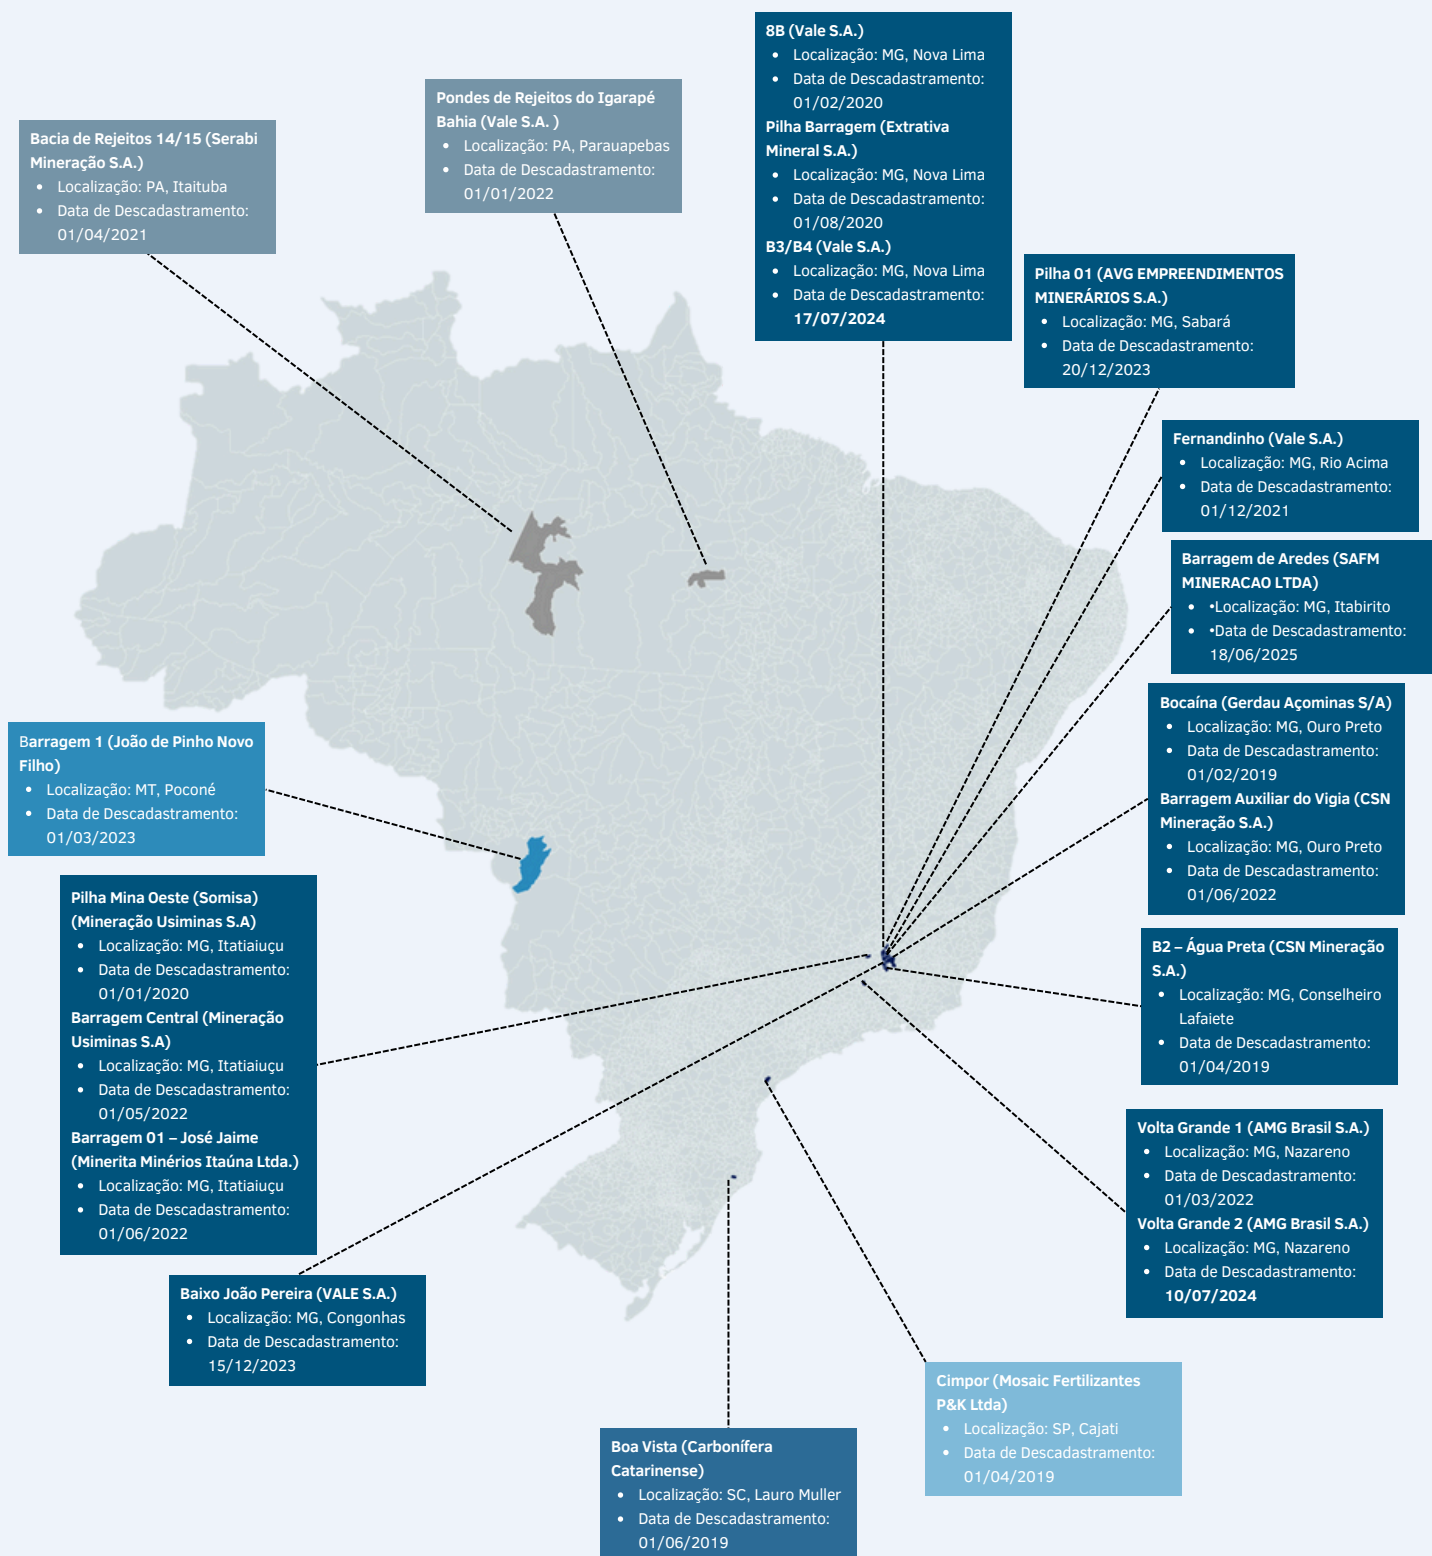 8B (Vale S.A.)
• Localização: MG, Nova Lima
• Data de Descadastramento:
01/02/2020
Pilha Barragem (Extrativa
Mineral S.A.)
• Localização: MG, Nova Lima
• Data de Descadastramento:
01/08/2020
B3/B4 (Vale S.A.)
• Localização: MG, Nova Lima
• Data de Descadastramento:
17/07/2024
Pondes de Rejeitos do Igarapé
Bahia (Vale S.A. )
• Localização: PA, Parauapebas
• Data de Descadastramento:
01/01/2022
Bacia de Rejeitos 14/15 (Serabi
Mineração S.A.)
• Localização: PA, Itaituba
• Data de Descadastramento:
01/04/2021
Pilha 01 (AVG EMPREENDIMENTOS
MINERÁRIOS S.A.)
• Localização: MG, Sabará
• Data de Descadastramento:
20/12/2023
Fernandinho (Vale S.A.)
• Localização: MG, Rio Acima
• Data de Descadastramento:
01/12/2021
Barragem de Aredes (SAFM
MINERACAO LTDA)
• •Localização: MG, Itabirito
• •Data de Descadastramento:
18/06/2025
Bocaína (Gerdau Açominas S/A)
• Localização: MG, Ouro Preto
• Data de Descadastramento:
01/02/2019
Barragem Auxiliar do Vigia (CSN
Mineração S.A.)
• Localização: MG, Ouro Preto
• Data de Descadastramento:
01/06/2022
Barragem 1 (João de Pinho Novo
Filho)
• Localização: MT, Poconé
• Data de Descadastramento:
01/03/2023
Pilha Mina Oeste (Somisa)
(Mineração Usiminas S.A)
• Localização: MG, Itatiaiuçu
• Data de Descadastramento:
01/01/2020
Barragem Central (Mineração
Usiminas S.A)
• Localização: MG, Itatiaiuçu
• Data de Descadastramento:
01/05/2022
Barragem 01 – José Jaime
(Minerita Minérios Itaúna Ltda.)
• Localização: MG, Itatiaiuçu
• Data de Descadastramento:
01/06/2022
B2 – Água Preta (CSN Mineração
S.A.)
• Localização: MG, Conselheiro
Lafaiete
• Data de Descadastramento:
01/04/2019
Volta Grande 1 (AMG Brasil S.A.)
• Localização: MG, Nazareno
• Data de Descadastramento:
01/03/2022
Volta Grande 2 (AMG Brasil S.A.)
• Localização: MG, Nazareno
• Data de Descadastramento:
10/07/2024
Baixo João Pereira (VALE S.A.)
• Localização: MG, Congonhas
• Data de Descadastramento:
15/12/2023
Cimpor (Mosaic Fertilizantes
P&K Ltda)
• Localização: SP, Cajati
• Data de Descadastramento:
01/04/2019
Boa Vista (Carbonífera
Catarinense)
• Localização: SC, Lauro Muller
• Data de Descadastramento:
01/06/2019